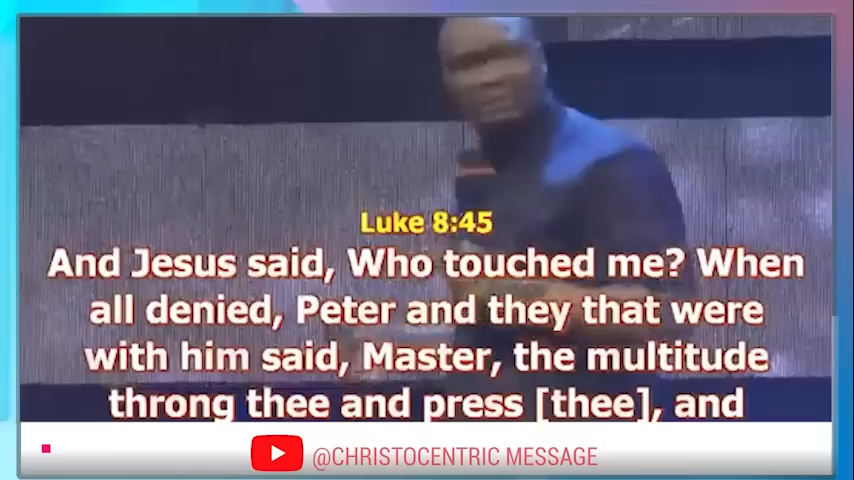 Luke 8:45
And Jesus said, Who touched me? When
all denied, Peter and they that were
with him said, Master, the multitude
throng thee and press [thee], and
@CHRISTOCENTRIC MESSAGE